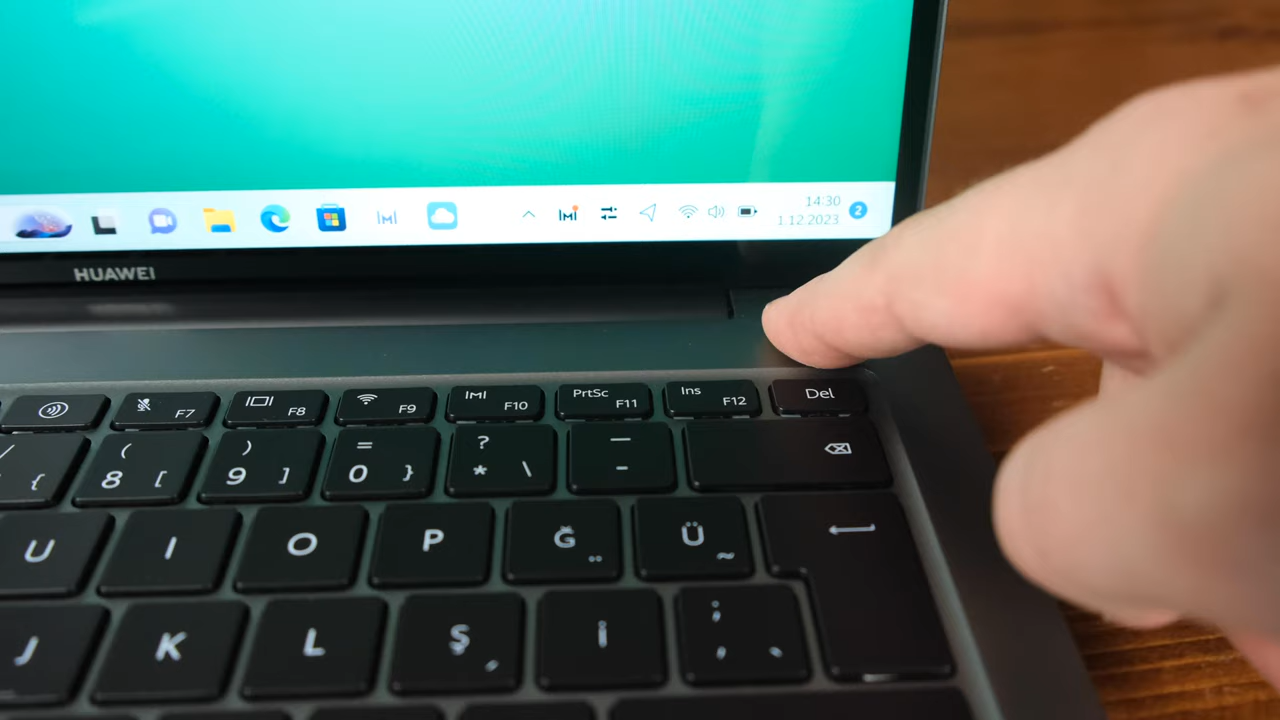 14:30
1.12.2023
2
HUAWEI
F7
F8
F9
F10
PrtSc
F11
Ins
F12
Del
/
{
(
8 [
)
9 ]
=
0 }
?
* \
_
-
U
I
O
P
Ğ ¨
Ü ~
J
K
L
Ş ´
İ
; , `